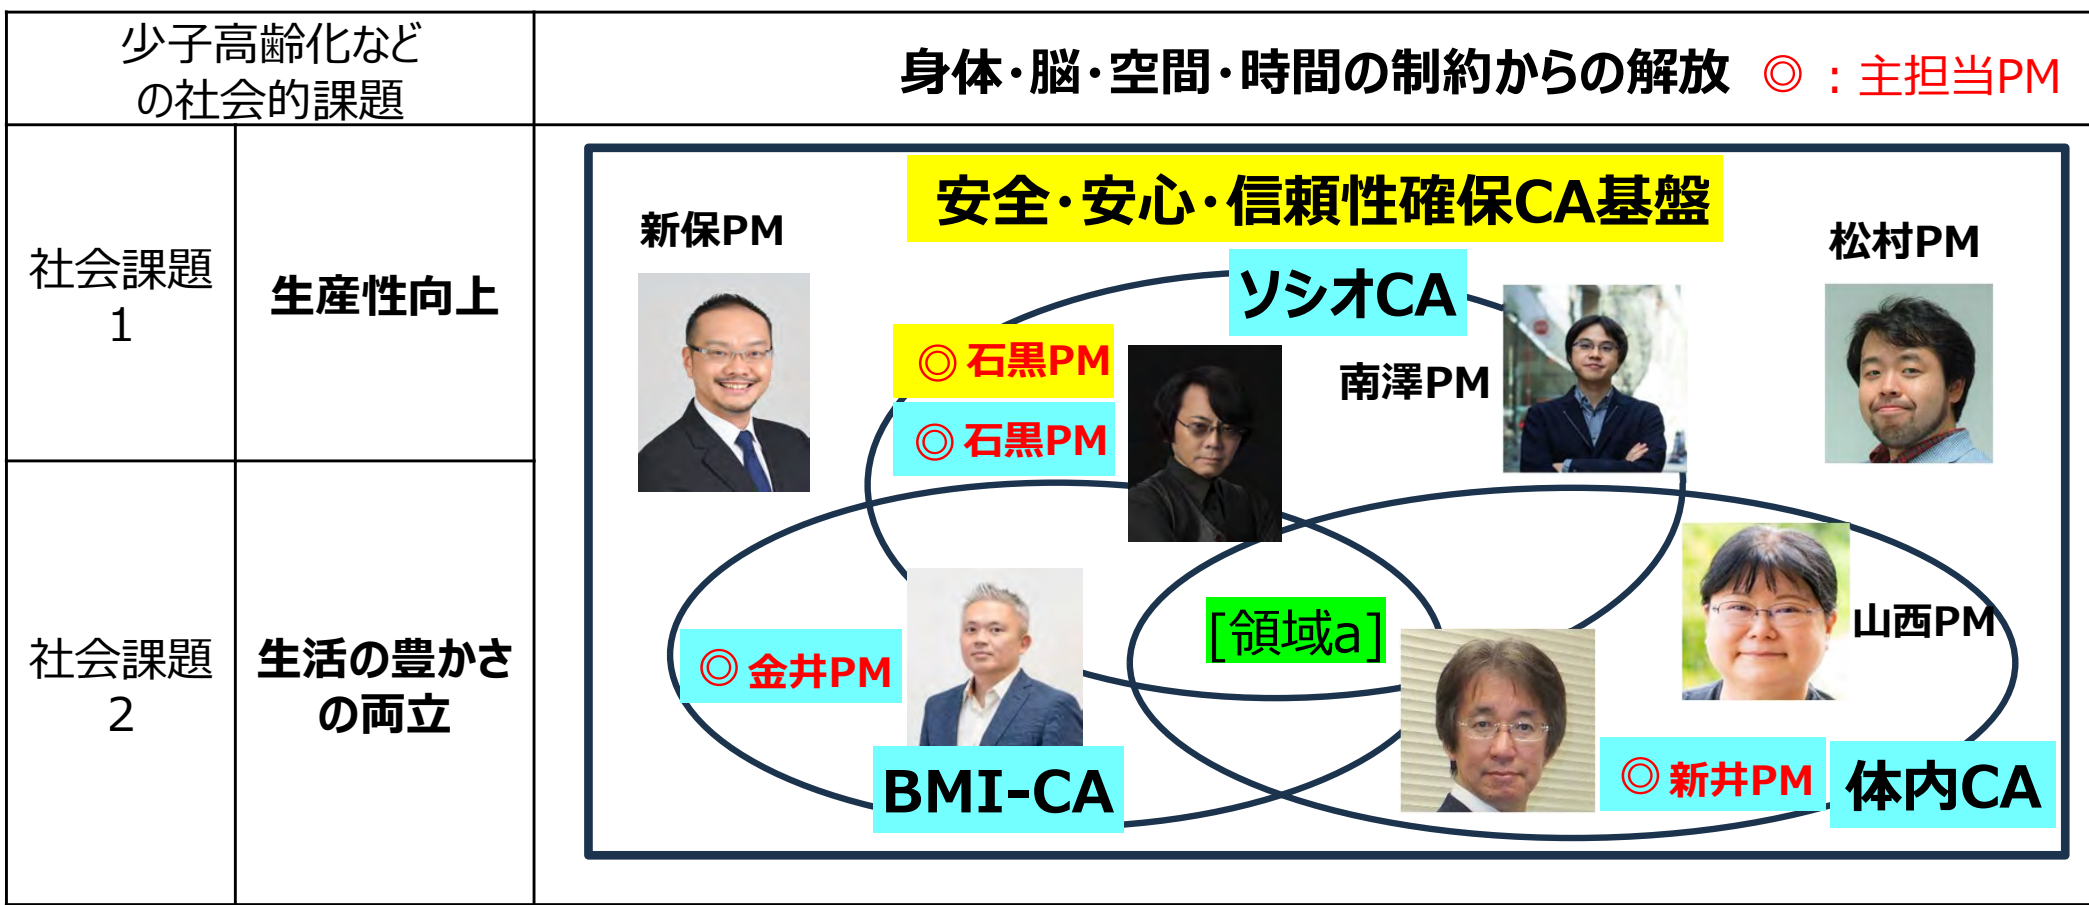 少子高齢化など
の社会的課題
身体・脳・空間・時間の制約からの解放 ◎：主担当PM
社会課題
1
生産性向上
社会課題
2
生活の豊かさ
の両立
安全・安心・信頼性確保CA基盤
新保PM
松村PM
ソシオCA
◎石黒PM
南澤PM
◎石黒PM
[領域a]
山西PM
◎金井PM
◎新井PM
BMI-CA
体内CA